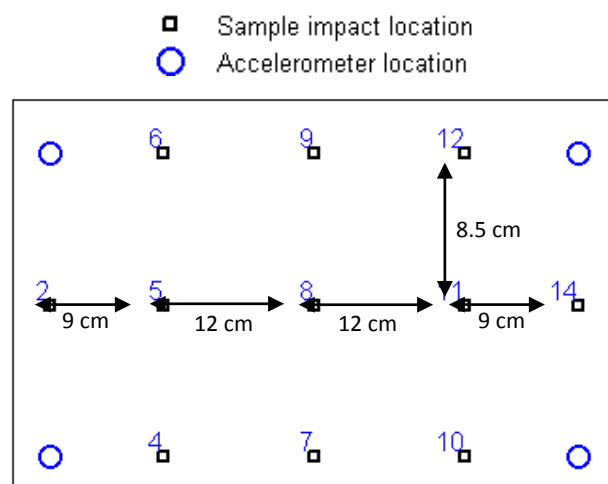 Sample impact location
Accelerometer location
6 9 12
8.5 cm
2 5 8 11 14
9 cm 12 cm 12 cm 9 cm
4 7 10